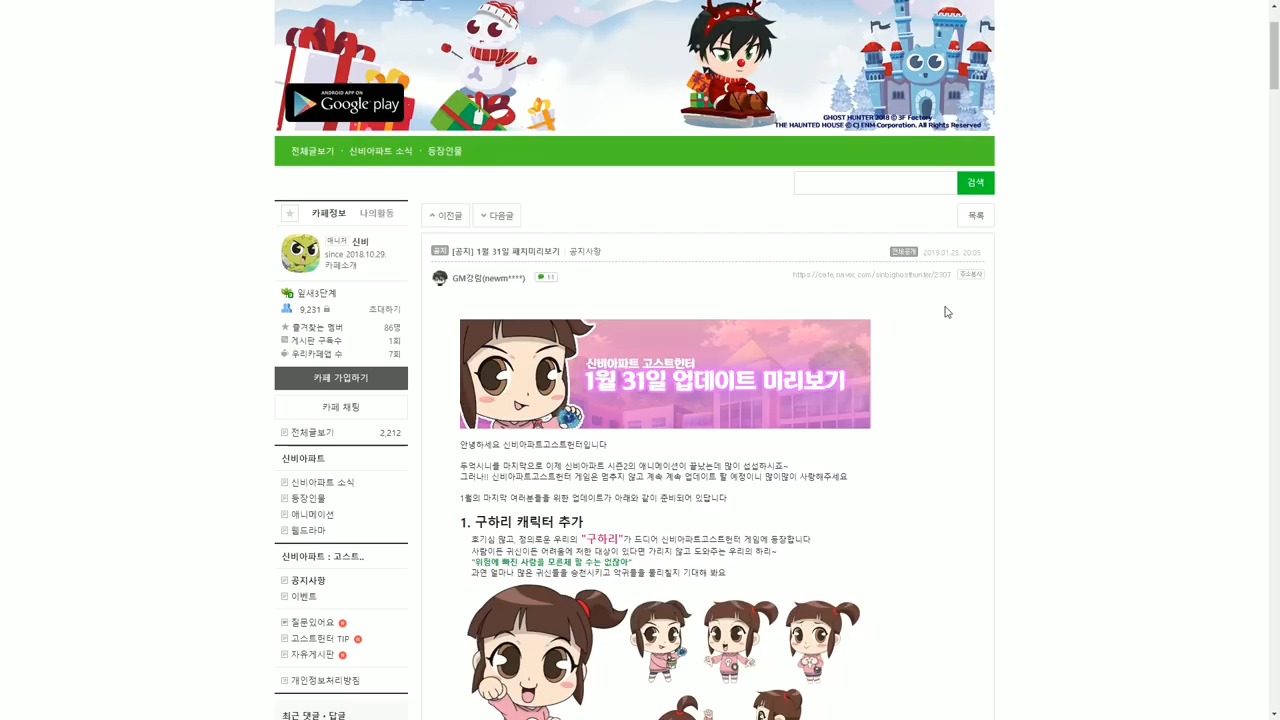 ANDROID APP ON
Google play
GHOST HUNTER 2018 © 3F Factory
THE HAUNTED HOUSE © CJ ENM Corporation. All Rights Reserved
전체글보기 · 신비아파트 소식 · 등장인물
검색
카페정보 나의활동
이전글 다음글 목록
매니저 신비
since 2018.10.29.
카페소개
공지 [공지] 1월 31일 패치미리보기 | 공지사항 전체공개 2019.01.25. 20:05
GM강림(newm****) 11 https://cafe.naver.com/sinbighosthunter/2307 주소복사
잎새3단계
9,231 초대하기
즐겨찾는 멤버 86명
게시판 구독수 1회
우리카페앱 수 7회
카페 가입하기
카페 채팅
전체글보기 2,212
신비아파트
신비아파트 소식
등장인물
애니메이션
웹드라마
신비아파트 : 고스트..
공지사항
이벤트
질문있어요
고스트헌터 TIP
자유게시판
개인정보처리방침
최근 댓글 · 답글
신비아파트 고스트헌터
1월 31일 업데이트 미리보기
안녕하세요 신비아파트고스트헌터입니다
두억시니를 마지막으로 이제 신비아파트 시즌2의 애니메이션이 끝났는데 많이 섭섭하시죠~
그러나!! 신비아파트고스트헌터 게임은 멈추지 않고 계속 계속 업데이트 할 예정이니 많이많이 사랑해주세요
1월의 마지막 여러분들을 위한 업데이트가 아래와 같이 준비되어 있답니다
1. 구하리 캐릭터 추가
호기심 많고, 정의로운 우리의 "구하리"가 드디어 신비아파트고스트헌터 게임에 등장합니다
사람이든 귀신이든 어려움에 처한 대상이 있다면 가리지 않고 도와주는 우리의 하리~
"위험에 빠진 사람을 모른체 할 수는 없잖아"
과연 얼마나 많은 귀신들을 승천시키고 악귀들을 물리칠지 기대해 봐요